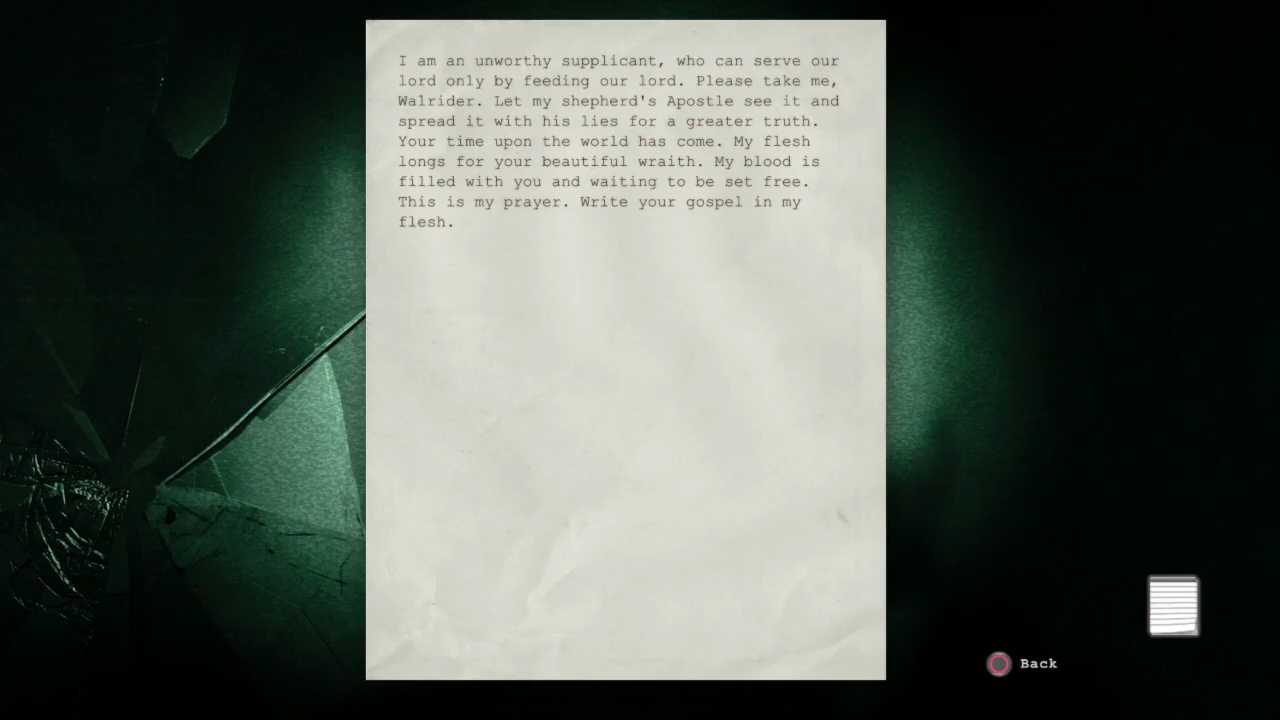 I am an unworthy supplicant, who can serve our
lord only by feeding our lord. Please take me,
Walrider. Let my shepherd's Apostle see it and
spread it with his lies for a greater truth.
Your time upon the world has come. My flesh
longs for your beautiful wraith. My blood is
filled with you and waiting to be set free.
This is my prayer. Write your gospel in my
flesh.
Back